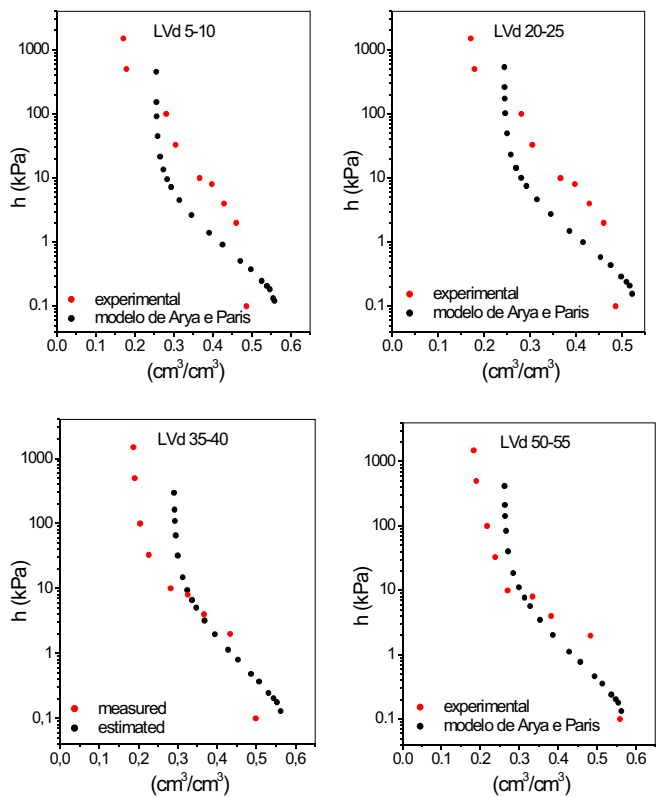 LVd 5-10
1000
100
10
1
0.1
h (kPa)
experimental
modelo de Arya e Paris
0.0 0.1 0.2 0.3 0.4 0.5 0.6
(cm³/cm³)
LVd 20-25
1000
100
10
1
0.1
h (kPa)
experimental
modelo de Arya e Paris
0.0 0.1 0.2 0.3 0.4 0.5
(cm³/cm³)
LVd 35-40
1000
100
10
1
0,1
h (kPa)
measured
estimated
0,0 0,1 0,2 0,3 0,4 0,5 0,6
(cm³/cm³)
LVd 50-55
1000
100
10
1
0.1
h (kPa)
experimental
modelo de Arya e Paris
0.0 0.1 0.2 0.3 0.4 0.5 0.6
(cm³/cm³)